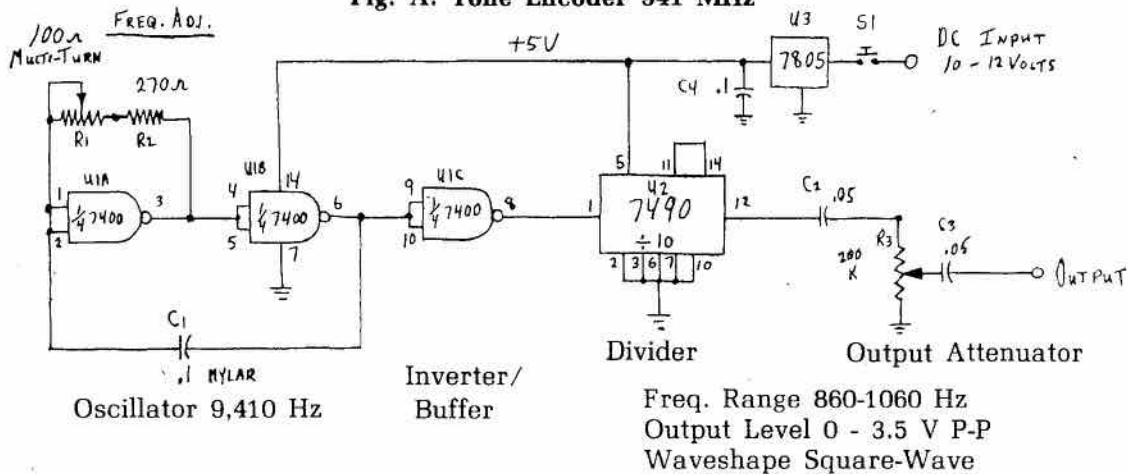 Fig. A. Tone Encoder 941 MHz
FREQ. ADJ.
100Ω
MULTI-TURN
270Ω
R1
R2
+5V
U3
7805
S1
DC INPUT
10 - 12 VOLTS
C4
.1
U1A
1
2
3
1/4 7400
U1B
4
5
14
1/4 7400
6
7
U1C
9
10
1/4 7400
8
5
11
14
U2
7490
÷10
1
12
2
3
6
7
10
C2
.05
R3
200
K
C3
.05
OUTPUT
C1
.1 MYLAR
Oscillator 9,410 Hz
Inverter/
Buffer
Divider
Output Attenuator
Freq. Range 860-1060 Hz
Output Level 0 - 3.5 V P-P
Waveshape Square-Wave